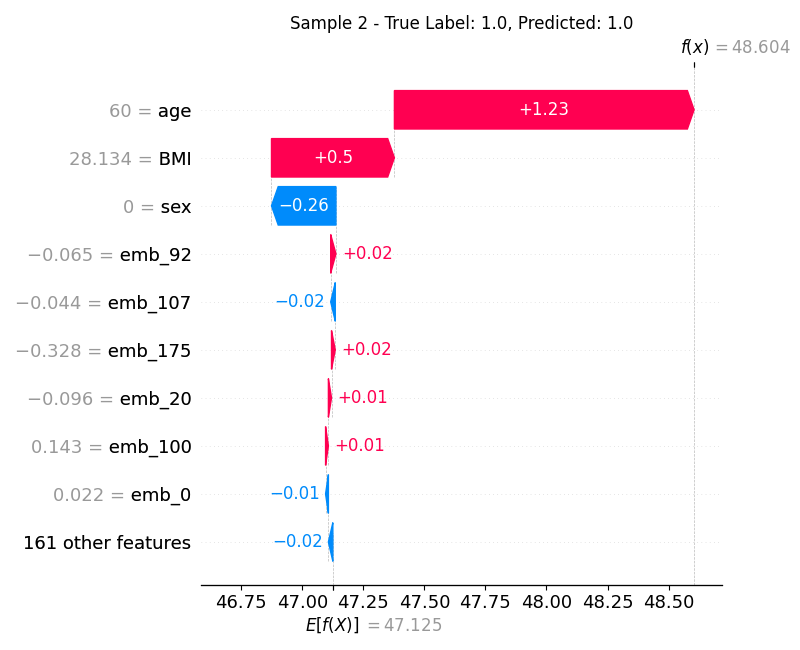 Sample 2 - True Label: 1.0, Predicted: 1.0
f(x) = 48.604
60 = age
+1.23
28.134 = BMI
+0.5
0 = sex
−0.26
−0.065 = emb_92
+0.02
−0.044 = emb_107
−0.02
−0.328 = emb_175
+0.02
−0.096 = emb_20
+0.01
0.143 = emb_100
+0.01
0.022 = emb_0
−0.01
161 other features
−0.02
46.75 47.00 47.25 47.50 47.75 48.00 48.25 48.50
E[f(X)] = 47.125